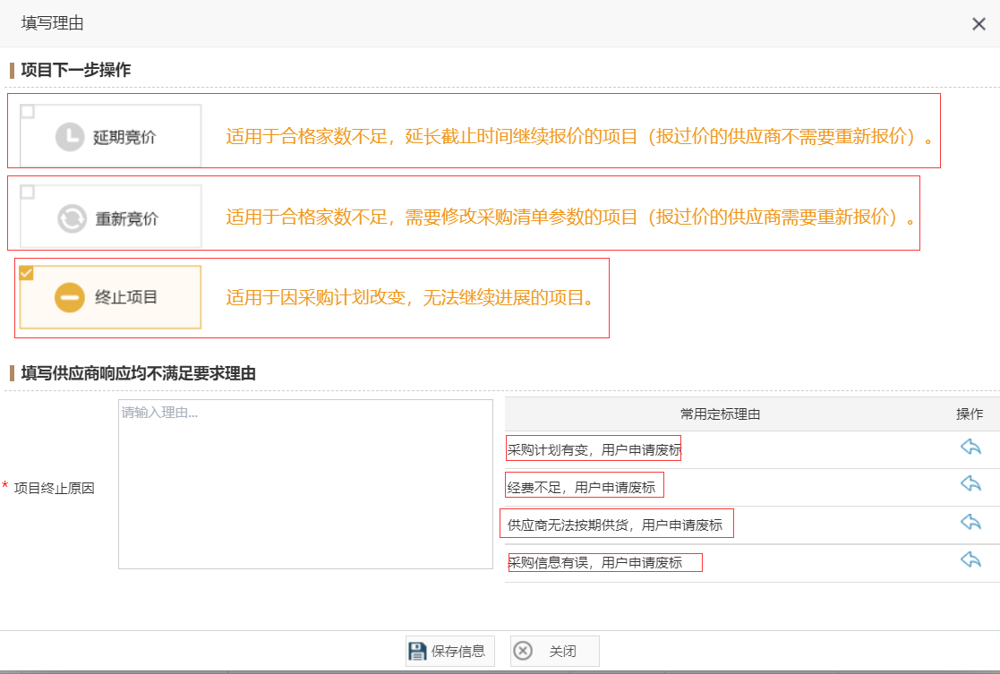 填写理由
项目下一步操作
延期竞价 适用于合格家数不足，延长截止时间继续报价的项目（报过价的供应商不需要重新报价）。
重新竞价 适用于合格家数不足，需要修改采购清单参数的项目（报过价的供应商需要重新报价）。
终止项目 适用于因采购计划改变，无法继续进展的项目。
填写供应商响应均不满足要求理由
请输入理由...
常用定标理由 操作
采购计划有变，用户申请废标
经费不足，用户申请废标
* 项目终止原因
供应商无法按期供货，用户申请废标
采购信息有误，用户申请废标
保存信息 关闭